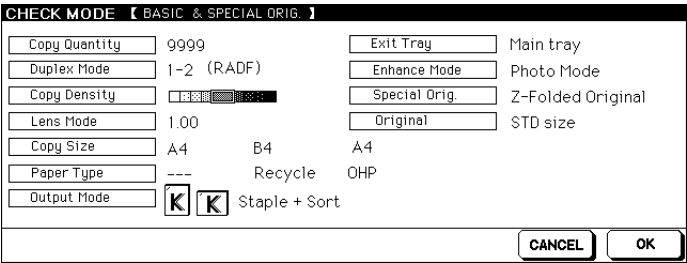 CHECK MODE 【 BASIC & SPECIAL ORIG. 】
Copy Quantity 9999 Exit Tray Main tray
Duplex Mode 1-2 (RADF) Enhance Mode Photo Mode
Copy Density Special Orig. Z-Folded Original
Lens Mode 1.00 Original STD size
Copy Size A4 B4 A4
Paper Type --- Recycle OHP
Output Mode K K Staple + Sort
CANCEL OK